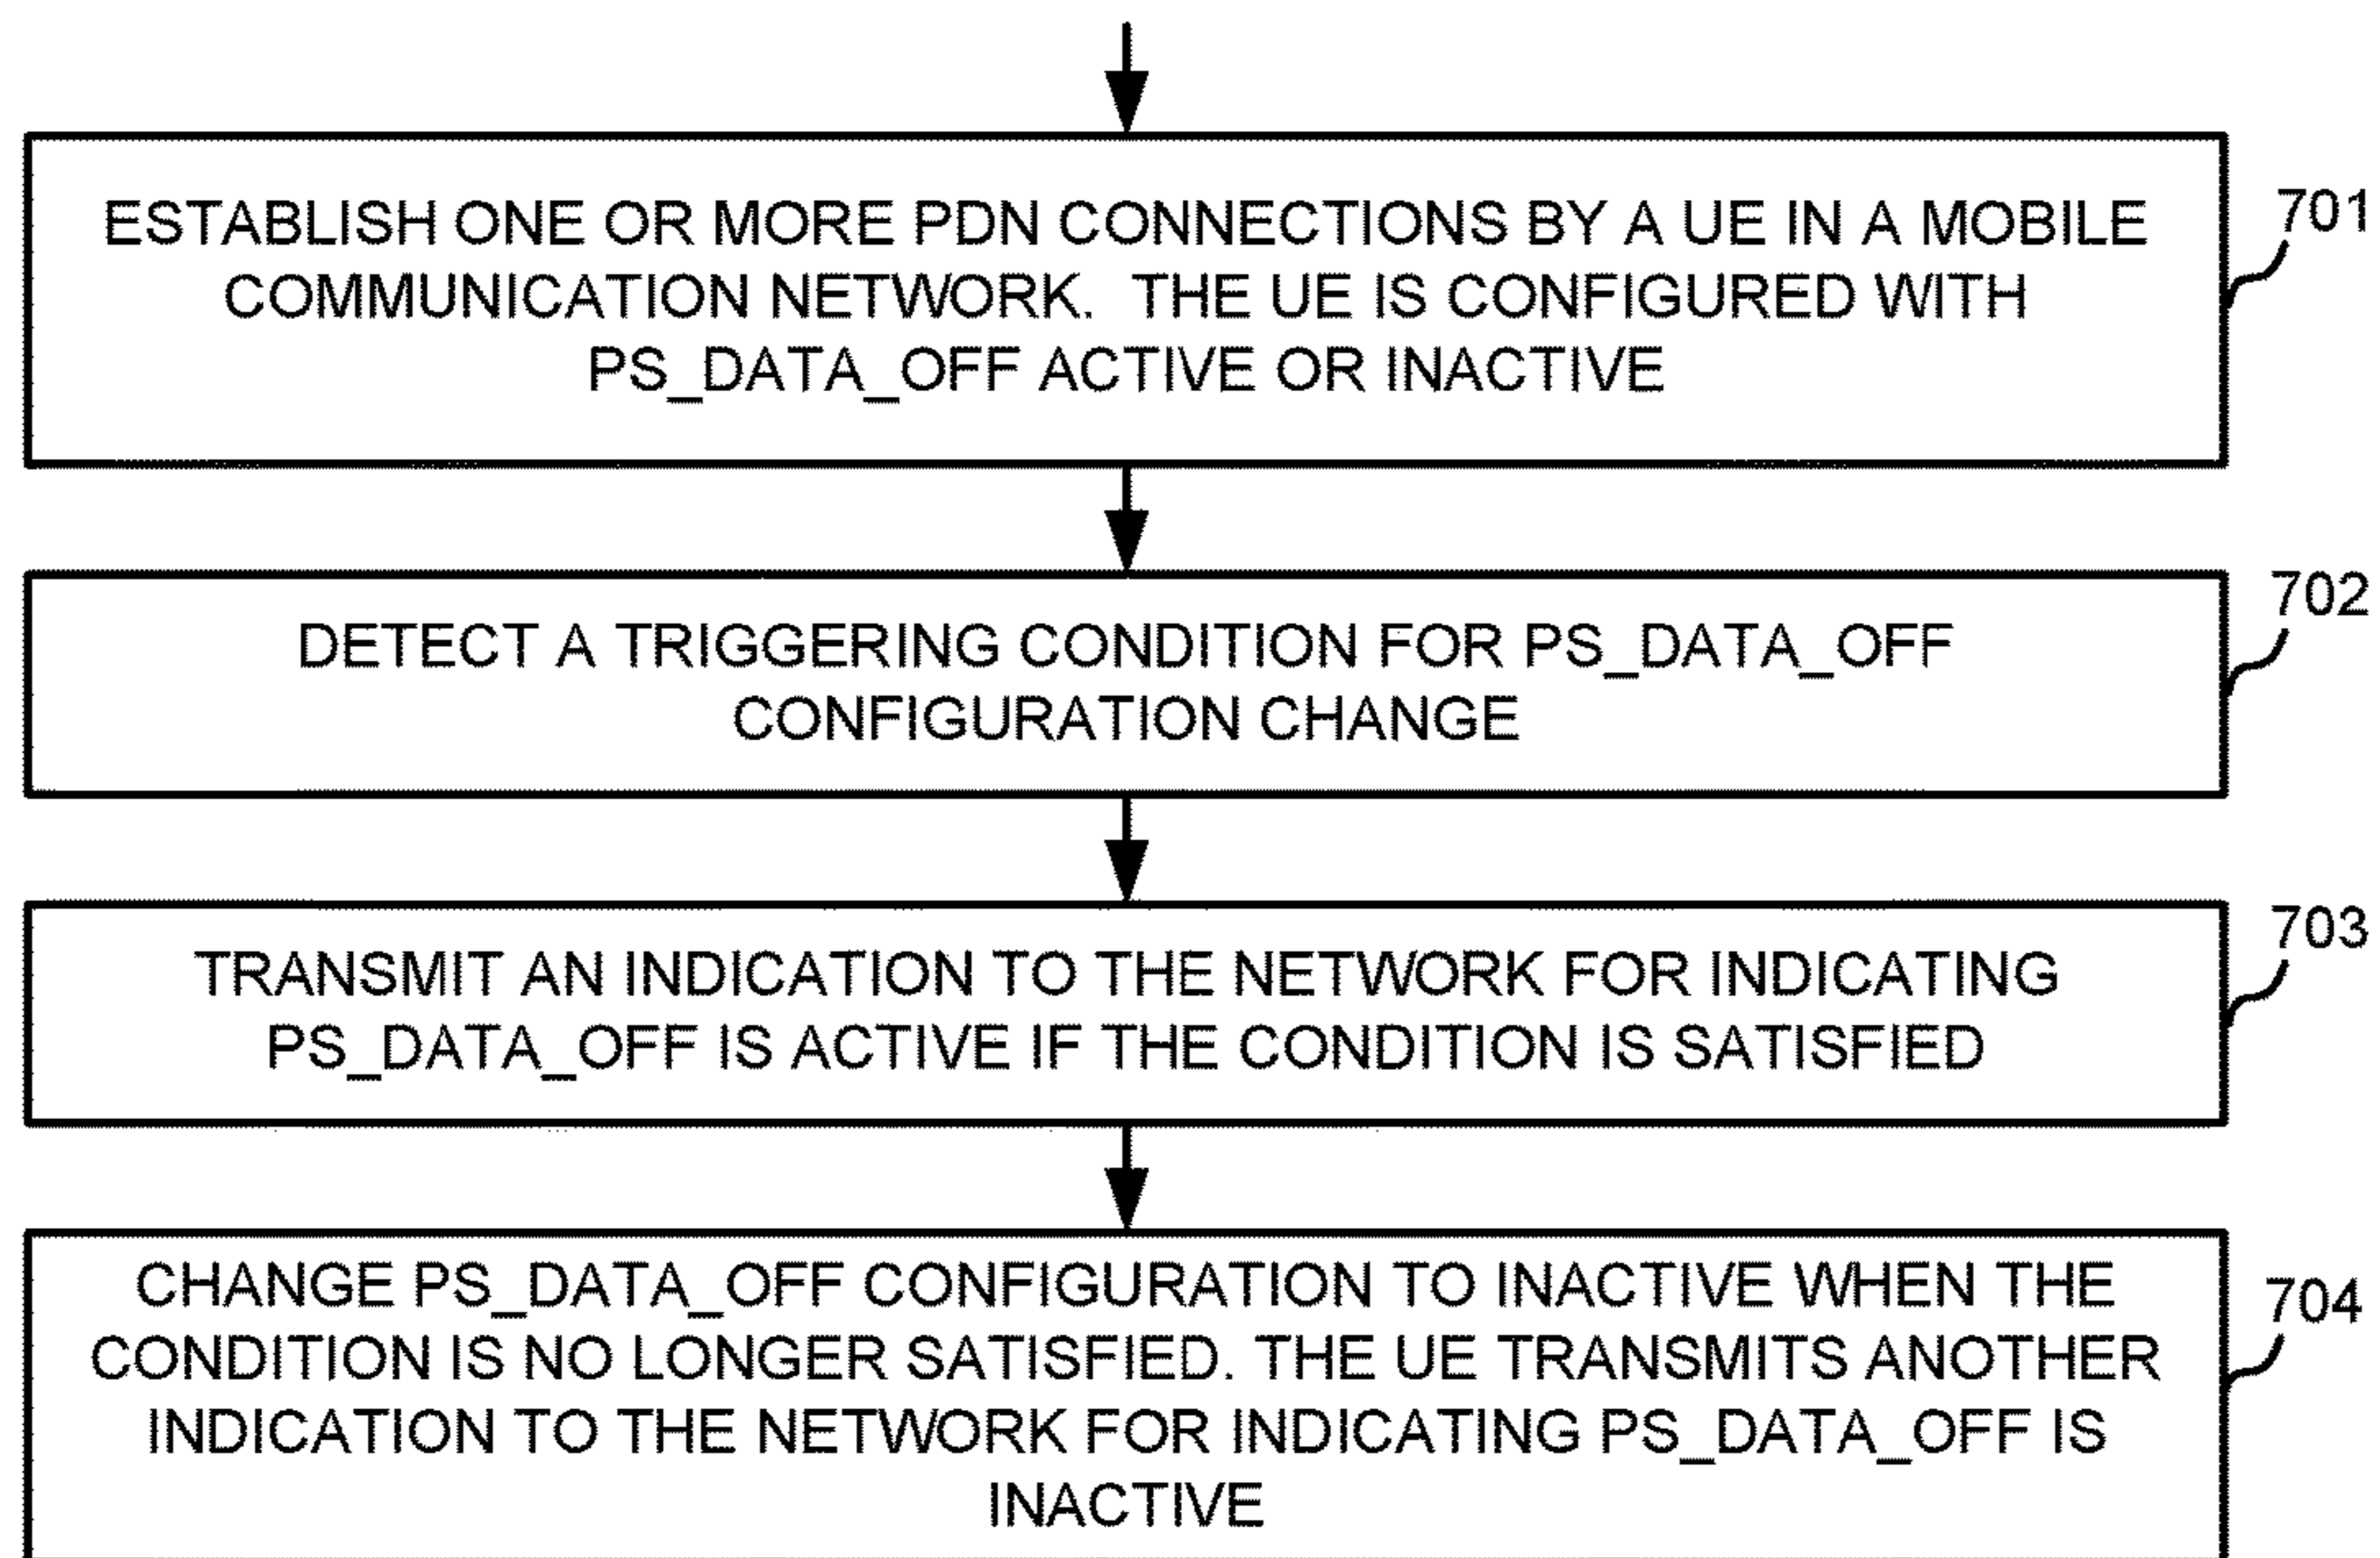 ESTABLISH ONE OR MORE PDN CONNECTIONS BY A UE IN A MOBILE
COMMUNICATION NETWORK. THE UE IS CONFIGURED WITH
PS_DATA_OFF ACTIVE OR INACTIVE
701
DETECT A TRIGGERING CONDITION FOR PS_DATA_OFF
CONFIGURATION CHANGE
702
TRANSMIT AN INDICATION TO THE NETWORK FOR INDICATING
PS_DATA_OFF IS ACTIVE IF THE CONDITION IS SATISFIED
703
CHANGE PS_DATA_OFF CONFIGURATION TO INACTIVE WHEN THE
CONDITION IS NO LONGER SATISFIED. THE UE TRANSMITS ANOTHER
INDICATION TO THE NETWORK FOR INDICATING PS_DATA_OFF IS
INACTIVE
704